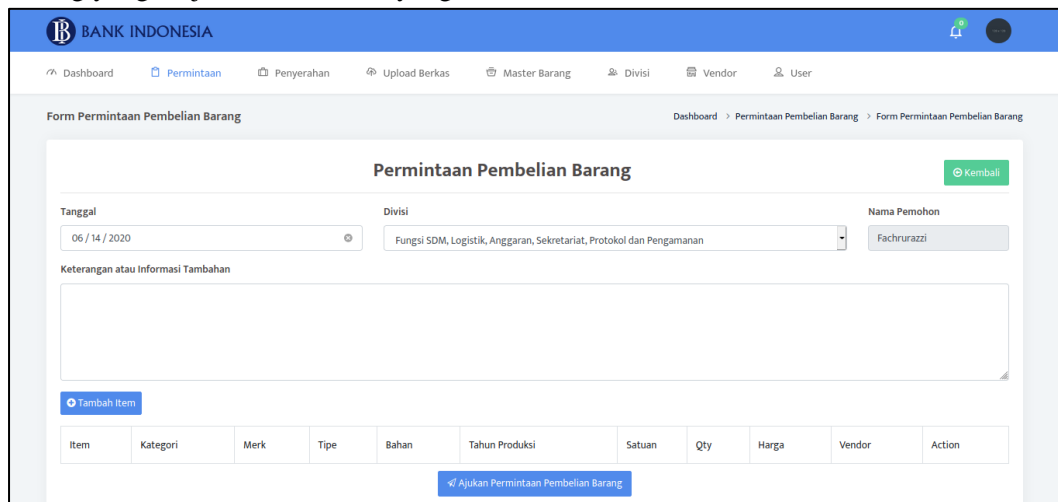 BANK INDONESIA
0
Dashboard Permintaan Penyerahan Upload Berkas Master Barang Divisi Vendor User
Form Permintaan Pembelian Barang
Dashboard > Permintaan Pembelian Barang > Form Permintaan Pembelian Barang
Permintaan Pembelian Barang
Kembali
Tanggal Divisi Nama Pemohon
06 / 14 / 2020 Fungsi SDM, Logistik, Anggaran, Sekretariat, Protokol dan Pengamanan Fachrurazzi
Keterangan atau Informasi Tambahan
Tambah Item
Item Kategori Merk Tipe Bahan Tahun Produksi Satuan Qty Harga Vendor Action
Ajukan Permintaan Pembelian Barang